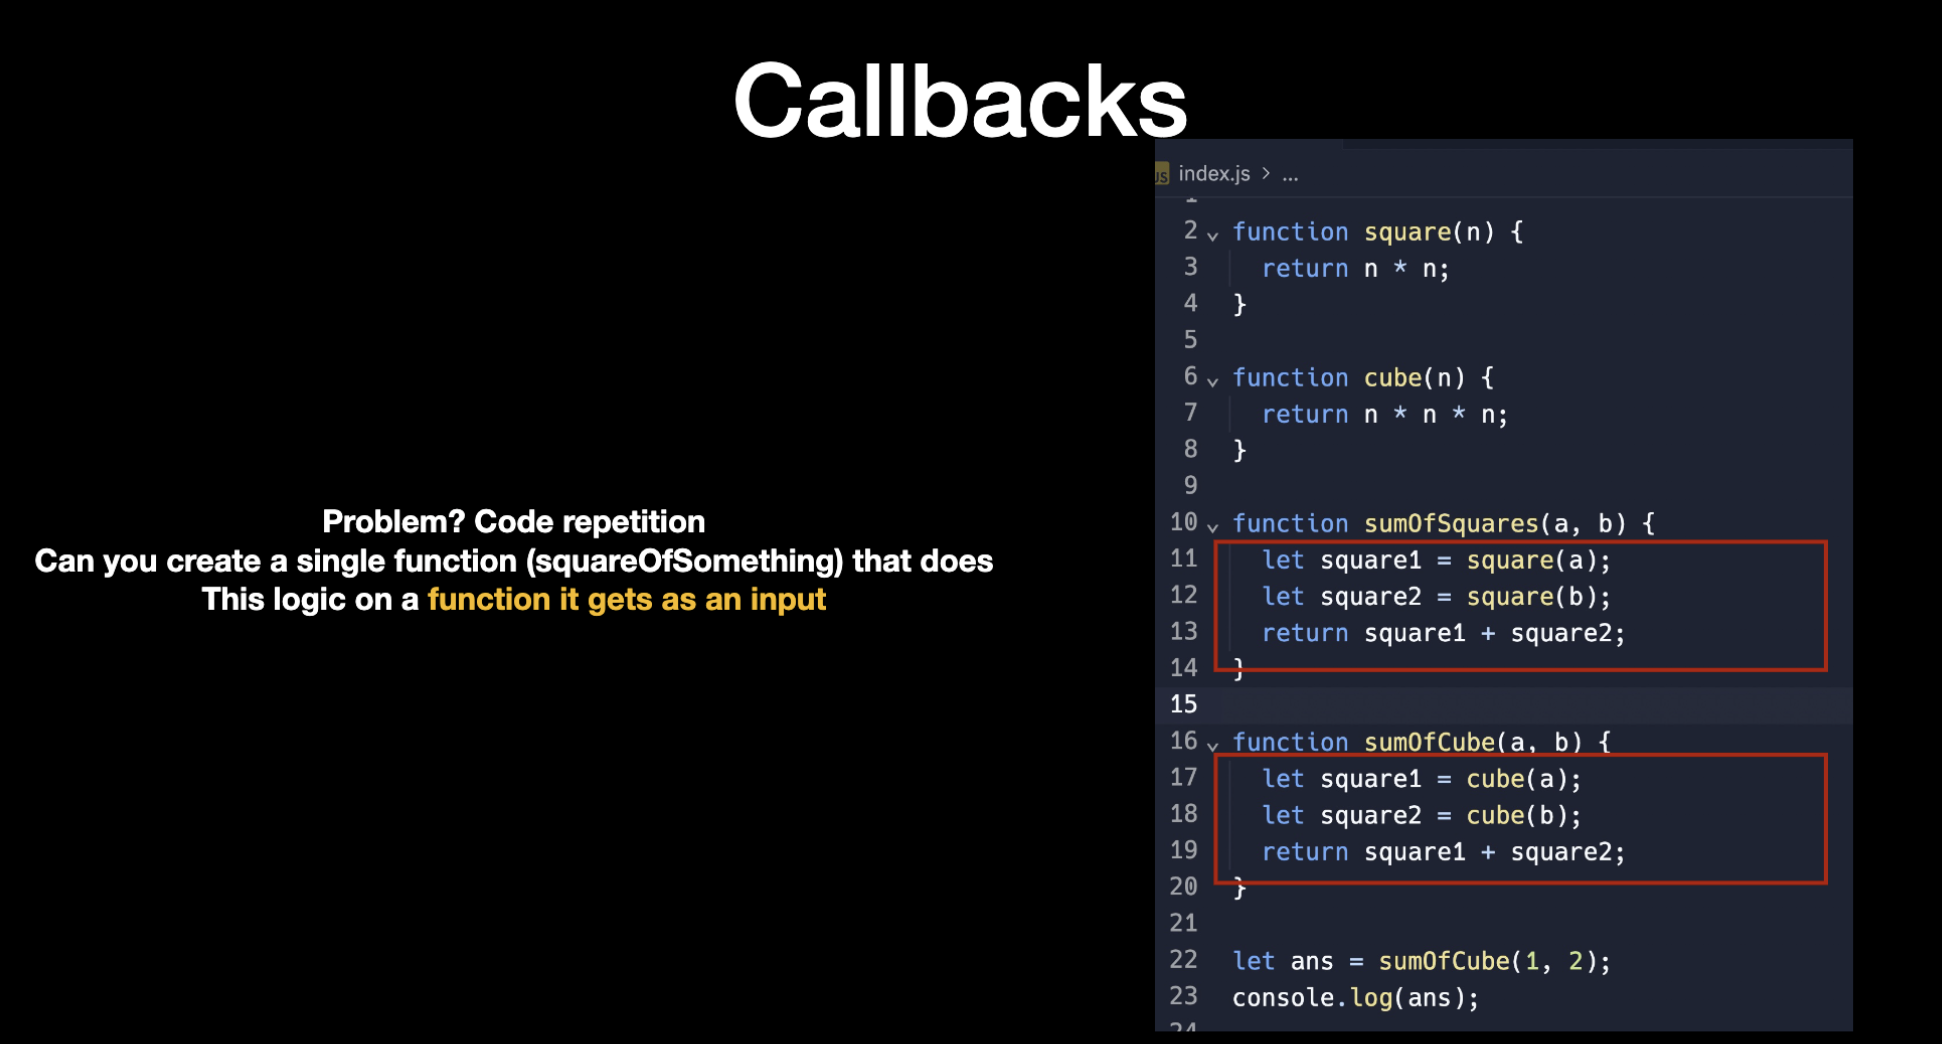 Callbacks
Problem? Code repetition
Can you create a single function (squareOfSomething) that does
This logic on a function it gets as an input
JS index.js > ...
1
2 function square(n) {
3 return n * n;
4 }
5
6 function cube(n) {
7 return n * n * n;
8 }
9
10 function sumOfSquares(a, b) {
11 let square1 = square(a);
12 let square2 = square(b);
13 return square1 + square2;
14 }
15
16 function sumOfCube(a, b) {
17 let square1 = cube(a);
18 let square2 = cube(b);
19 return square1 + square2;
20 }
21
22 let ans = sumOfCube(1, 2);
23 console.log(ans);
24